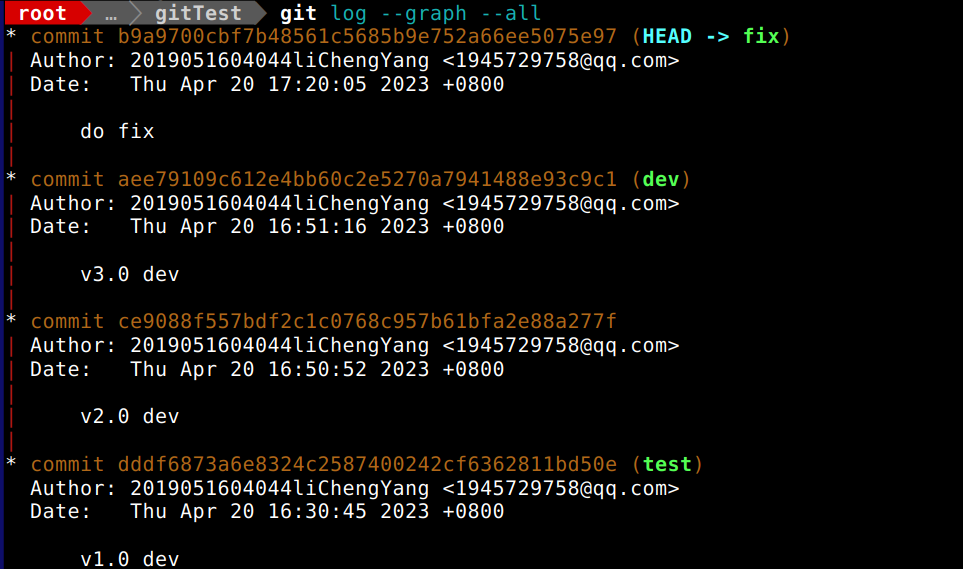 root … gitTest git log --graph --all
* commit b9a9700cbf7b48561c5685b9e752a66ee5075e97 (HEAD -> fix)
| Author: 2019051604044liChengYang <1945729758@qq.com>
| Date:   Thu Apr 20 17:20:05 2023 +0800
|
|     do fix
|
* commit aee79109c612e4bb60c2e5270a7941488e93c9c1 (dev)
| Author: 2019051604044liChengYang <1945729758@qq.com>
| Date:   Thu Apr 20 16:51:16 2023 +0800
|
|     v3.0 dev
|
* commit ce9088f557bdf2c1c0768c957b61bfa2e88a277f
| Author: 2019051604044liChengYang <1945729758@qq.com>
| Date:   Thu Apr 20 16:50:52 2023 +0800
|
|     v2.0 dev
|
* commit dddf6873a6e8324c2587400242cf6362811bd50e (test)
  Author: 2019051604044liChengYang <1945729758@qq.com>
  Date:   Thu Apr 20 16:30:45 2023 +0800

      v1.0 dev